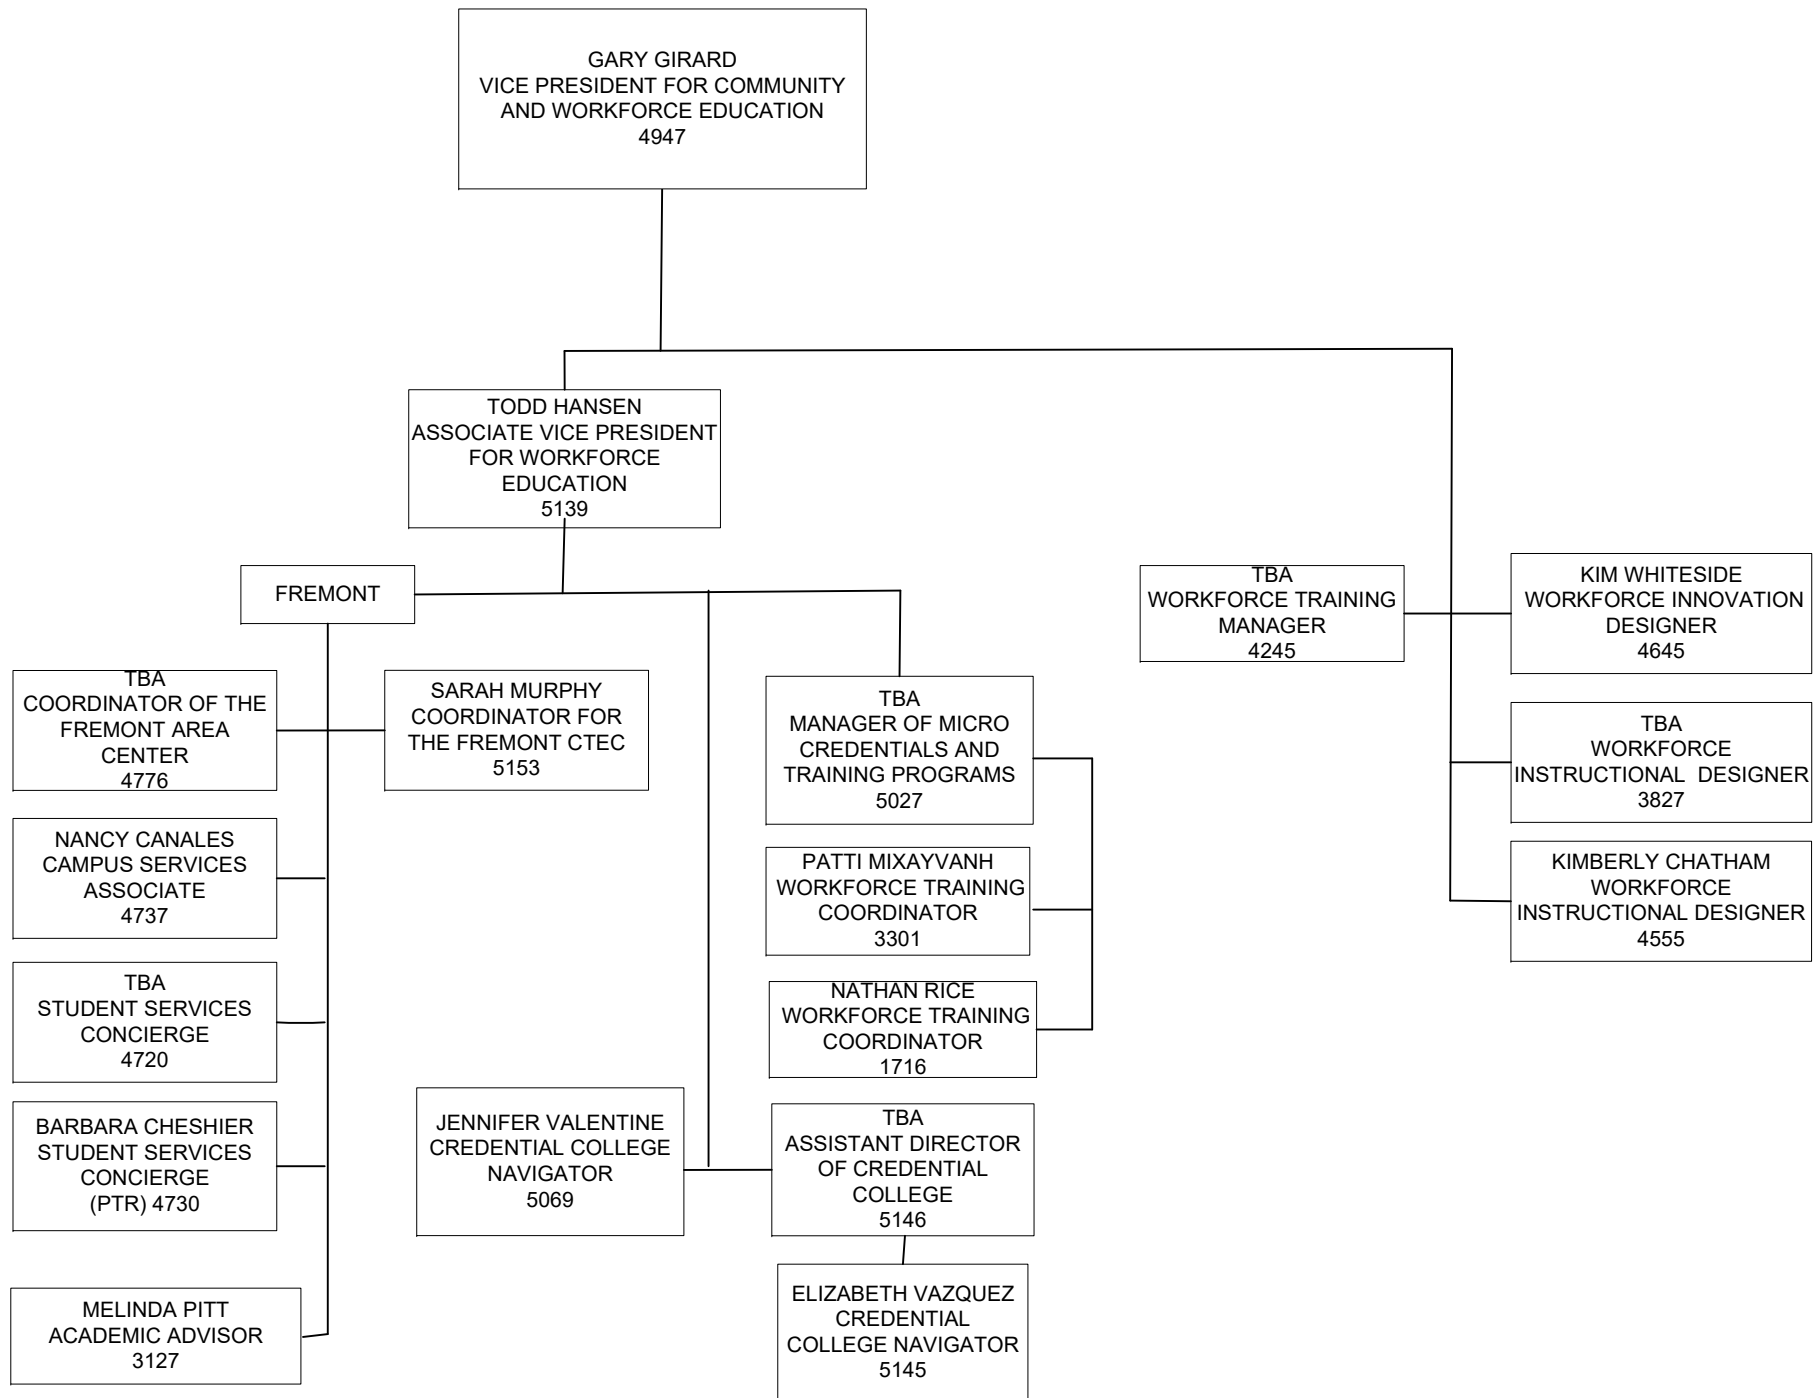 GARY GIRARD
VICE PRESIDENT FOR COMMUNITY
AND WORKFORCE EDUCATION
4947
TODD HANSEN
ASSOCIATE VICE PRESIDENT
FOR WORKFORCE
EDUCATION
5139
FREMONT
TBA
COORDINATOR OF THE
FREMONT AREA
CENTER
4776
SARAH MURPHY
COORDINATOR FOR
THE FREMONT CTEC
5153
NANCY CANALES
CAMPUS SERVICES
ASSOCIATE
4737
TBA
STUDENT SERVICES
CONCIERGE
4720
BARBARA CHESHIER
STUDENT SERVICES
CONCIERGE
(PTR) 4730
MELINDA PITT
ACADEMIC ADVISOR
3127
TBA
MANAGER OF MICRO
CREDENTIALS AND
TRAINING PROGRAMS
5027
PATTI MIXAYVANH
WORKFORCE TRAINING
COORDINATOR
3301
NATHAN RICE
WORKFORCE TRAINING
COORDINATOR
1716
JENNIFER VALENTINE
CREDENTIAL COLLEGE
NAVIGATOR
5069
TBA
ASSISTANT DIRECTOR
OF CREDENTIAL
COLLEGE
5146
ELIZABETH VAZQUEZ
CREDENTIAL
COLLEGE NAVIGATOR
5145
TBA
WORKFORCE TRAINING
MANAGER
4245
KIM WHITESIDE
WORKFORCE INNOVATION
DESIGNER
4645
TBA
WORKFORCE
INSTRUCTIONAL  DESIGNER
3827
KIMBERLY CHATHAM
WORKFORCE
INSTRUCTIONAL DESIGNER
4555